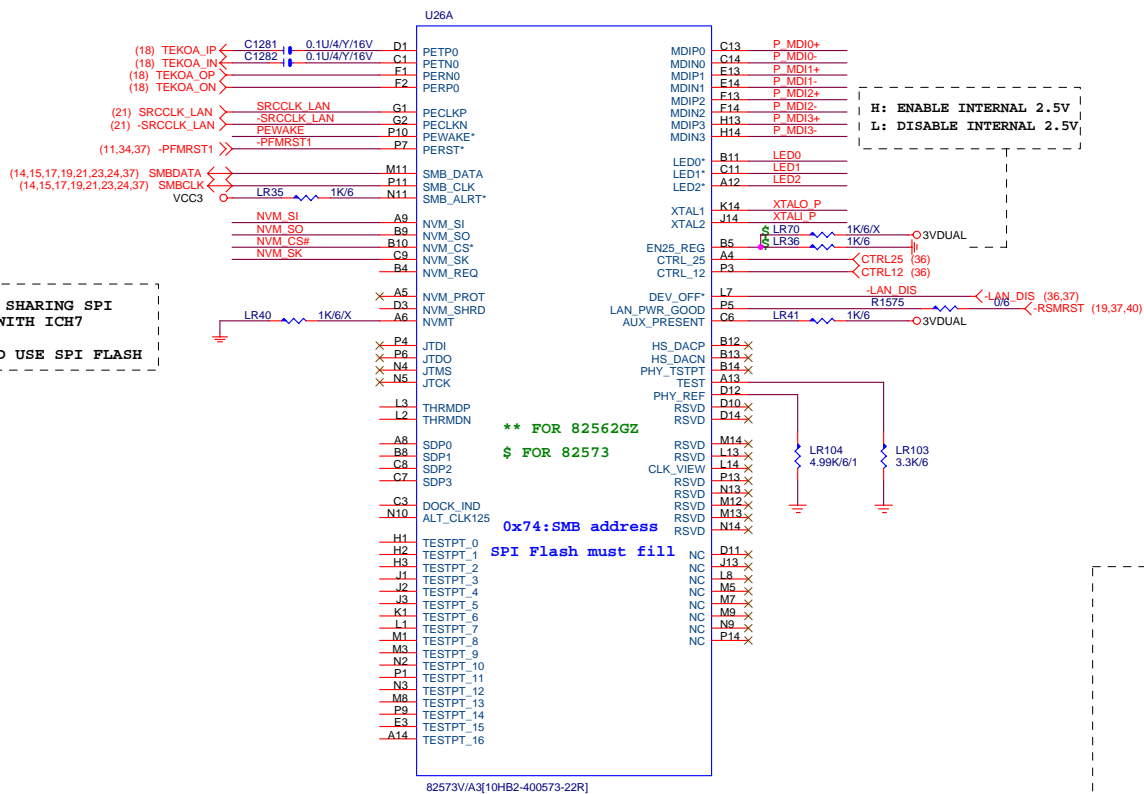 U26A
(18) TEKOA_IP C1281 0.1U/4/Y/16V D1 PETP0
(18) TEKOA_IN C1282 0.1U/4/Y/16V C1 PETN0
(18) TEKOA_OP F1 PERN0
(18) TEKOA_ON F2 PERP0
(21) SRCCLK_LAN SRCCLK_LAN G1 PECLKP
(21) -SRCCLK_LAN -SRCCLK_LAN G2 PECLKN
PEWAKE P10 PEWAKE*
(11,34,37) -PFMRST1 -PFMRST1 P7 PERST*
(14,15,17,19,21,23,24,37) SMBDATA M11 SMB_DATA
(14,15,17,19,21,23,24,37) SMBCLK P11 SMB_CLK
VCC3 LR35 1K/6 N11 SMB_ALRT*
NVM_SI A9 NVM_SI
NVM_SO B9 NVM_SO
NVM_CS# B10 NVM_CS*
NVM_SK C9 NVM_SK
B4 NVM_REQ
A5 NVM_PROT
D3 NVM_SHRD
LR40 1K/6/X A6 NVMT
SHARING SPI
WITH ICH7
USE SPI FLASH
P4 JTDI
P6 JTDO
N4 JTMS
N5 JTCK
L3 THRMDP
L2 THRMDN
A8 SDP0
B8 SDP1
C8 SDP2
C7 SDP3
C3 DOCK_IND
N10 ALT_CLK125
H1 TESTPT_0
H2 TESTPT_1
H3 TESTPT_2
J1 TESTPT_3
J2 TESTPT_4
J3 TESTPT_5
K1 TESTPT_6
L1 TESTPT_7
M1 TESTPT_8
M3 TESTPT_9
N2 TESTPT_10
P1 TESTPT_11
N3 TESTPT_12
M8 TESTPT_13
P9 TESTPT_14
E3 TESTPT_15
A14 TESTPT_16
** FOR 82562GZ
$ FOR 82573
0x74:SMB address
SPI Flash must fill
MDIP0 C13 P_MDI0+
MDIN0 C14 P_MDI0-
MDIP1 E13 P_MDI1+
MDIN1 E14 P_MDI1-
MDIP2 F13 P_MDI2+
MDIN2 F14 P_MDI2-
MDIP3 H13 P_MDI3+
MDIN3 H14 P_MDI3-
H: ENABLE INTERNAL 2.5V
L: DISABLE INTERNAL 2.5V
LED0* B11 LED0
LED1* C11 LED1
LED2* A12 LED2
XTAL1 K14 XTALO_P
XTAL2 J14 XTALI_P
$ LR70 1K/6/X 3VDUAL
EN25_REG B5 $ LR36 1K/6
CTRL_25 A4 CTRL25 (36)
CTRL_12 P3 CTRL12 (36)
DEV_OFF* L7 -LAN_DIS -LAN_DIS (36,37)
LAN_PWR_GOOD P5 R1575 0/6 -RSMRST (19,37,40)
AUX_PRESENT C6 LR41 1K/6 3VDUAL
HS_DACP B12
HS_DACN B13
PHY_TSTPT B14
TEST A13
PHY_REF D12
RSVD D10
RSVD D14
RSVD M14
RSVD L13
CLK_VIEW L14
RSVD P13
RSVD N13
RSVD M12
RSVD M13
RSVD N14
LR104
4.99K/6/1
LR103
3.3K/6
NC D11
NC J13
NC L8
NC M5
NC M7
NC M9
NC N9
NC P14
82573V/A3[10HB2-400573-22R]